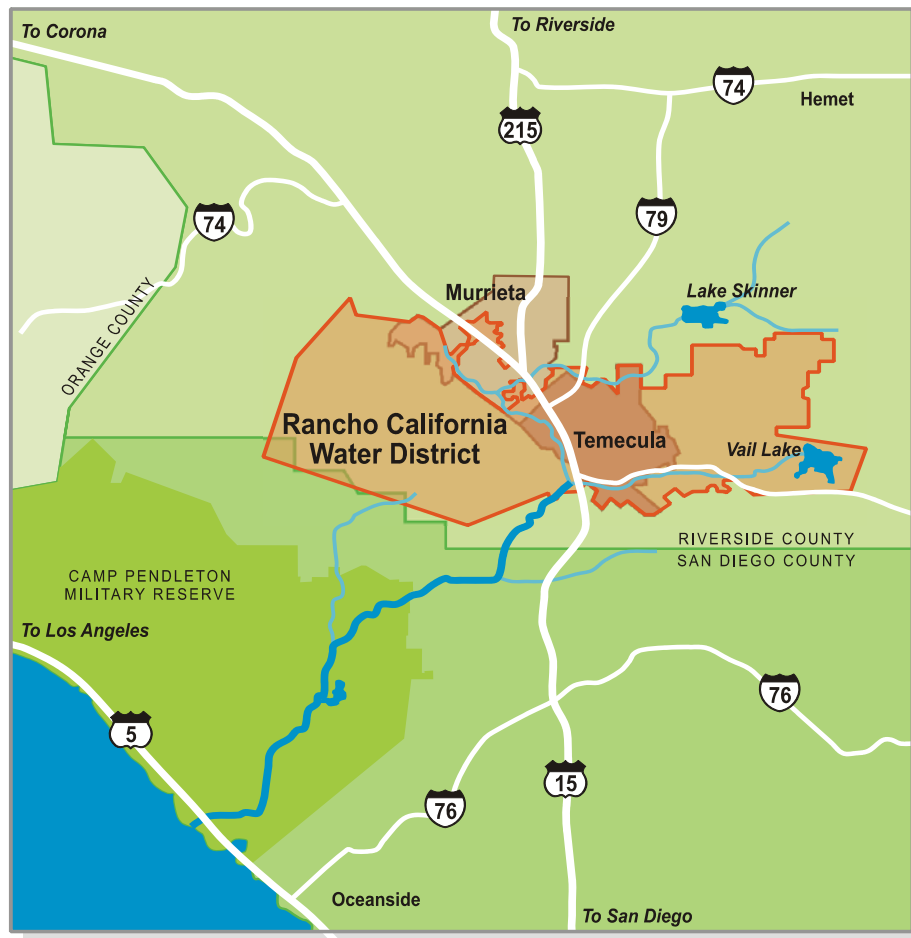 To Corona
To Riverside
74
Hemet
215
74
79
Murrieta
Lake Skinner
ORANGE COUNTY
Rancho California
Water District
Temecula
Vail Lake
RIVERSIDE COUNTY
SAN DIEGO COUNTY
CAMP PENDLETON
MILITARY RESERVE
To Los Angeles
76
5
15
76
Oceanside
To San Diego